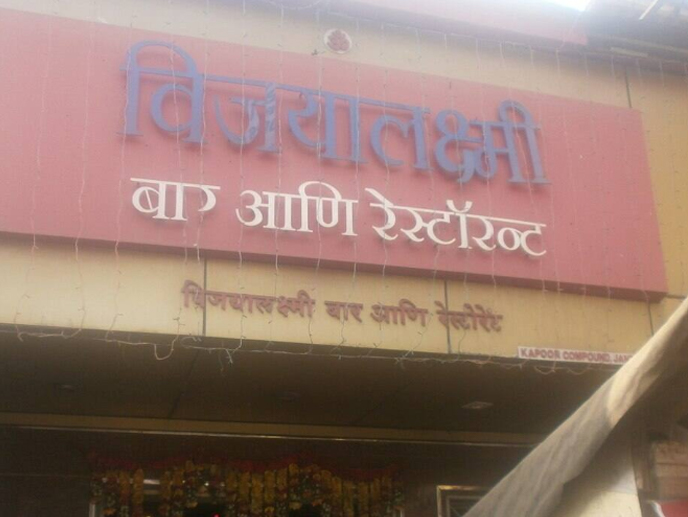 विजयालक्ष्मी
बार आणि रेस्टॉरन्ट
विजयालक्ष्मी बार आणि रेस्टोरेंट
KAPOOR COMPOUND,